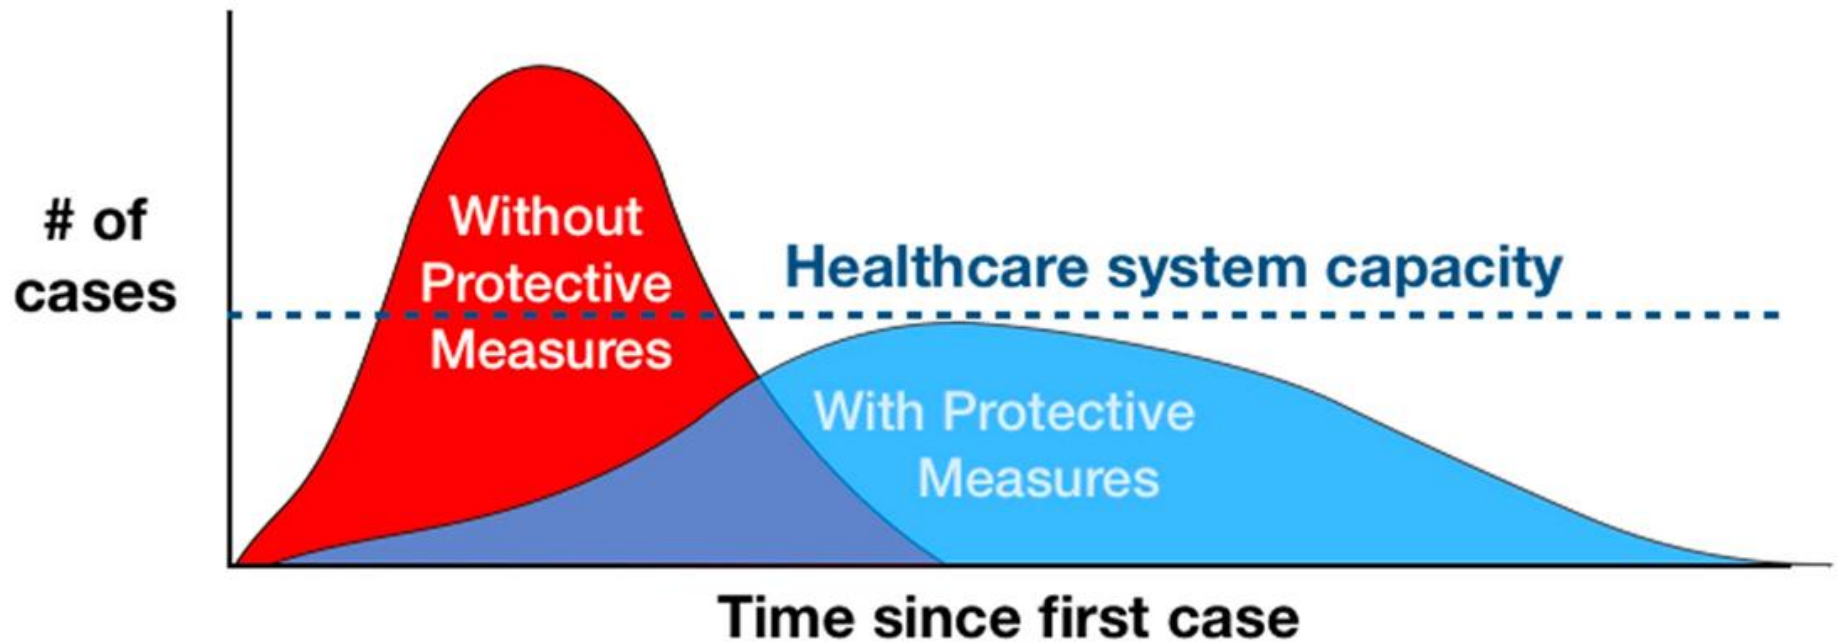 # of
cases
Without
Protective
Measures
Healthcare system capacity
With Protective
Measures
Time since first case